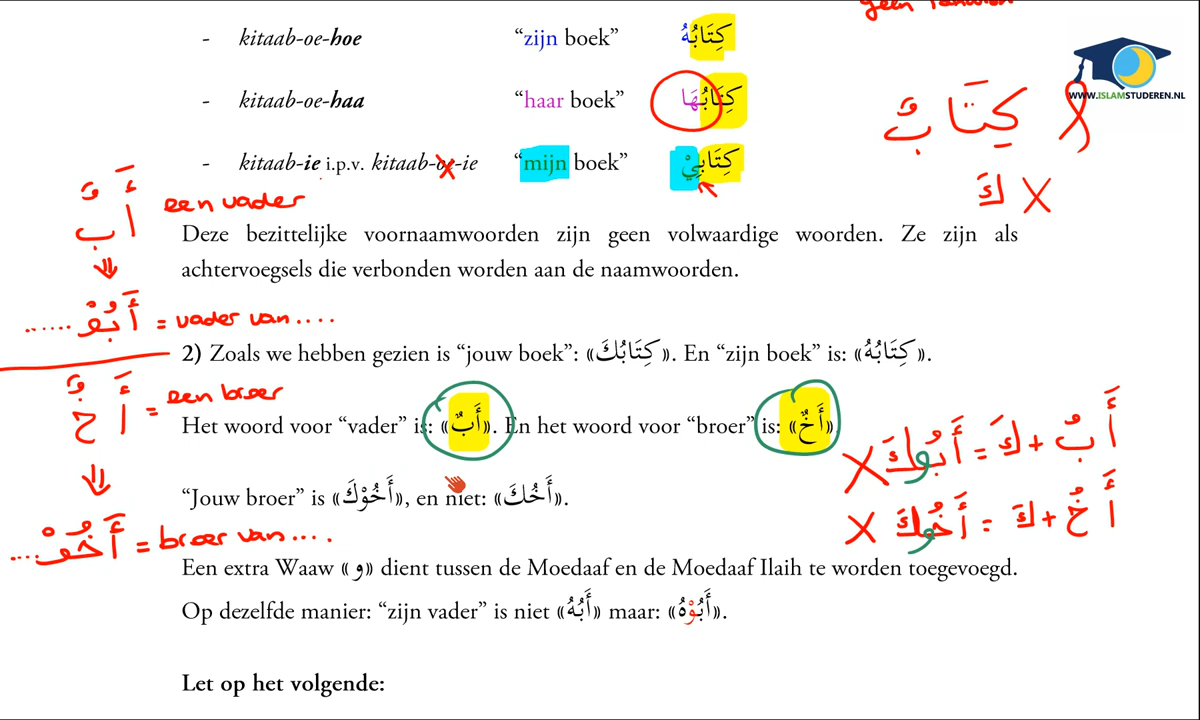 geen
- kitaab-oe-hoe “zijn boek” كِتَابُهُ
WWW.ISLAMSTUDEREN.NL
- kitaab-oe-haa “haar boek” كِتَابُهَا
كِتَابٌ
- kitaab-ie i.p.v. kitaab-oe-ie “mijn boek” كِتَابِيْ
كَ X
أَبٌ een vader
Deze bezittelijke voornaamwoorden zijn geen volwaardige woorden. Ze zijn als
achtervoegsels die verbonden worden aan de naamwoorden.
...... أَبُوْ = vader van....
2) Zoals we hebben gezien is “jouw boek”: «كِتَابُكَ». En “zijn boek” is: «كِتَابُهُ».
أَخٌ = een broer
Het woord voor “vader” is: «أَبٌ». En het woord voor “broer” is: «أَخٌ»
أَبُ + كَ = أَبُوكَ X
“Jouw broer” is «أَخُوْكَ», en niet: «أَخُكَ».
أَخُ + كَ = أَخُوكَ X
.... أَخُوْ = broer van....
Een extra Waaw «و» dient tussen de Moedaaf en de Moedaaf Ilaih te worden toegevoegd.
Op dezelfde manier: “zijn vader” is niet «أَبُهُ» maar: «أَبُوْهُ».
Let op het volgende: